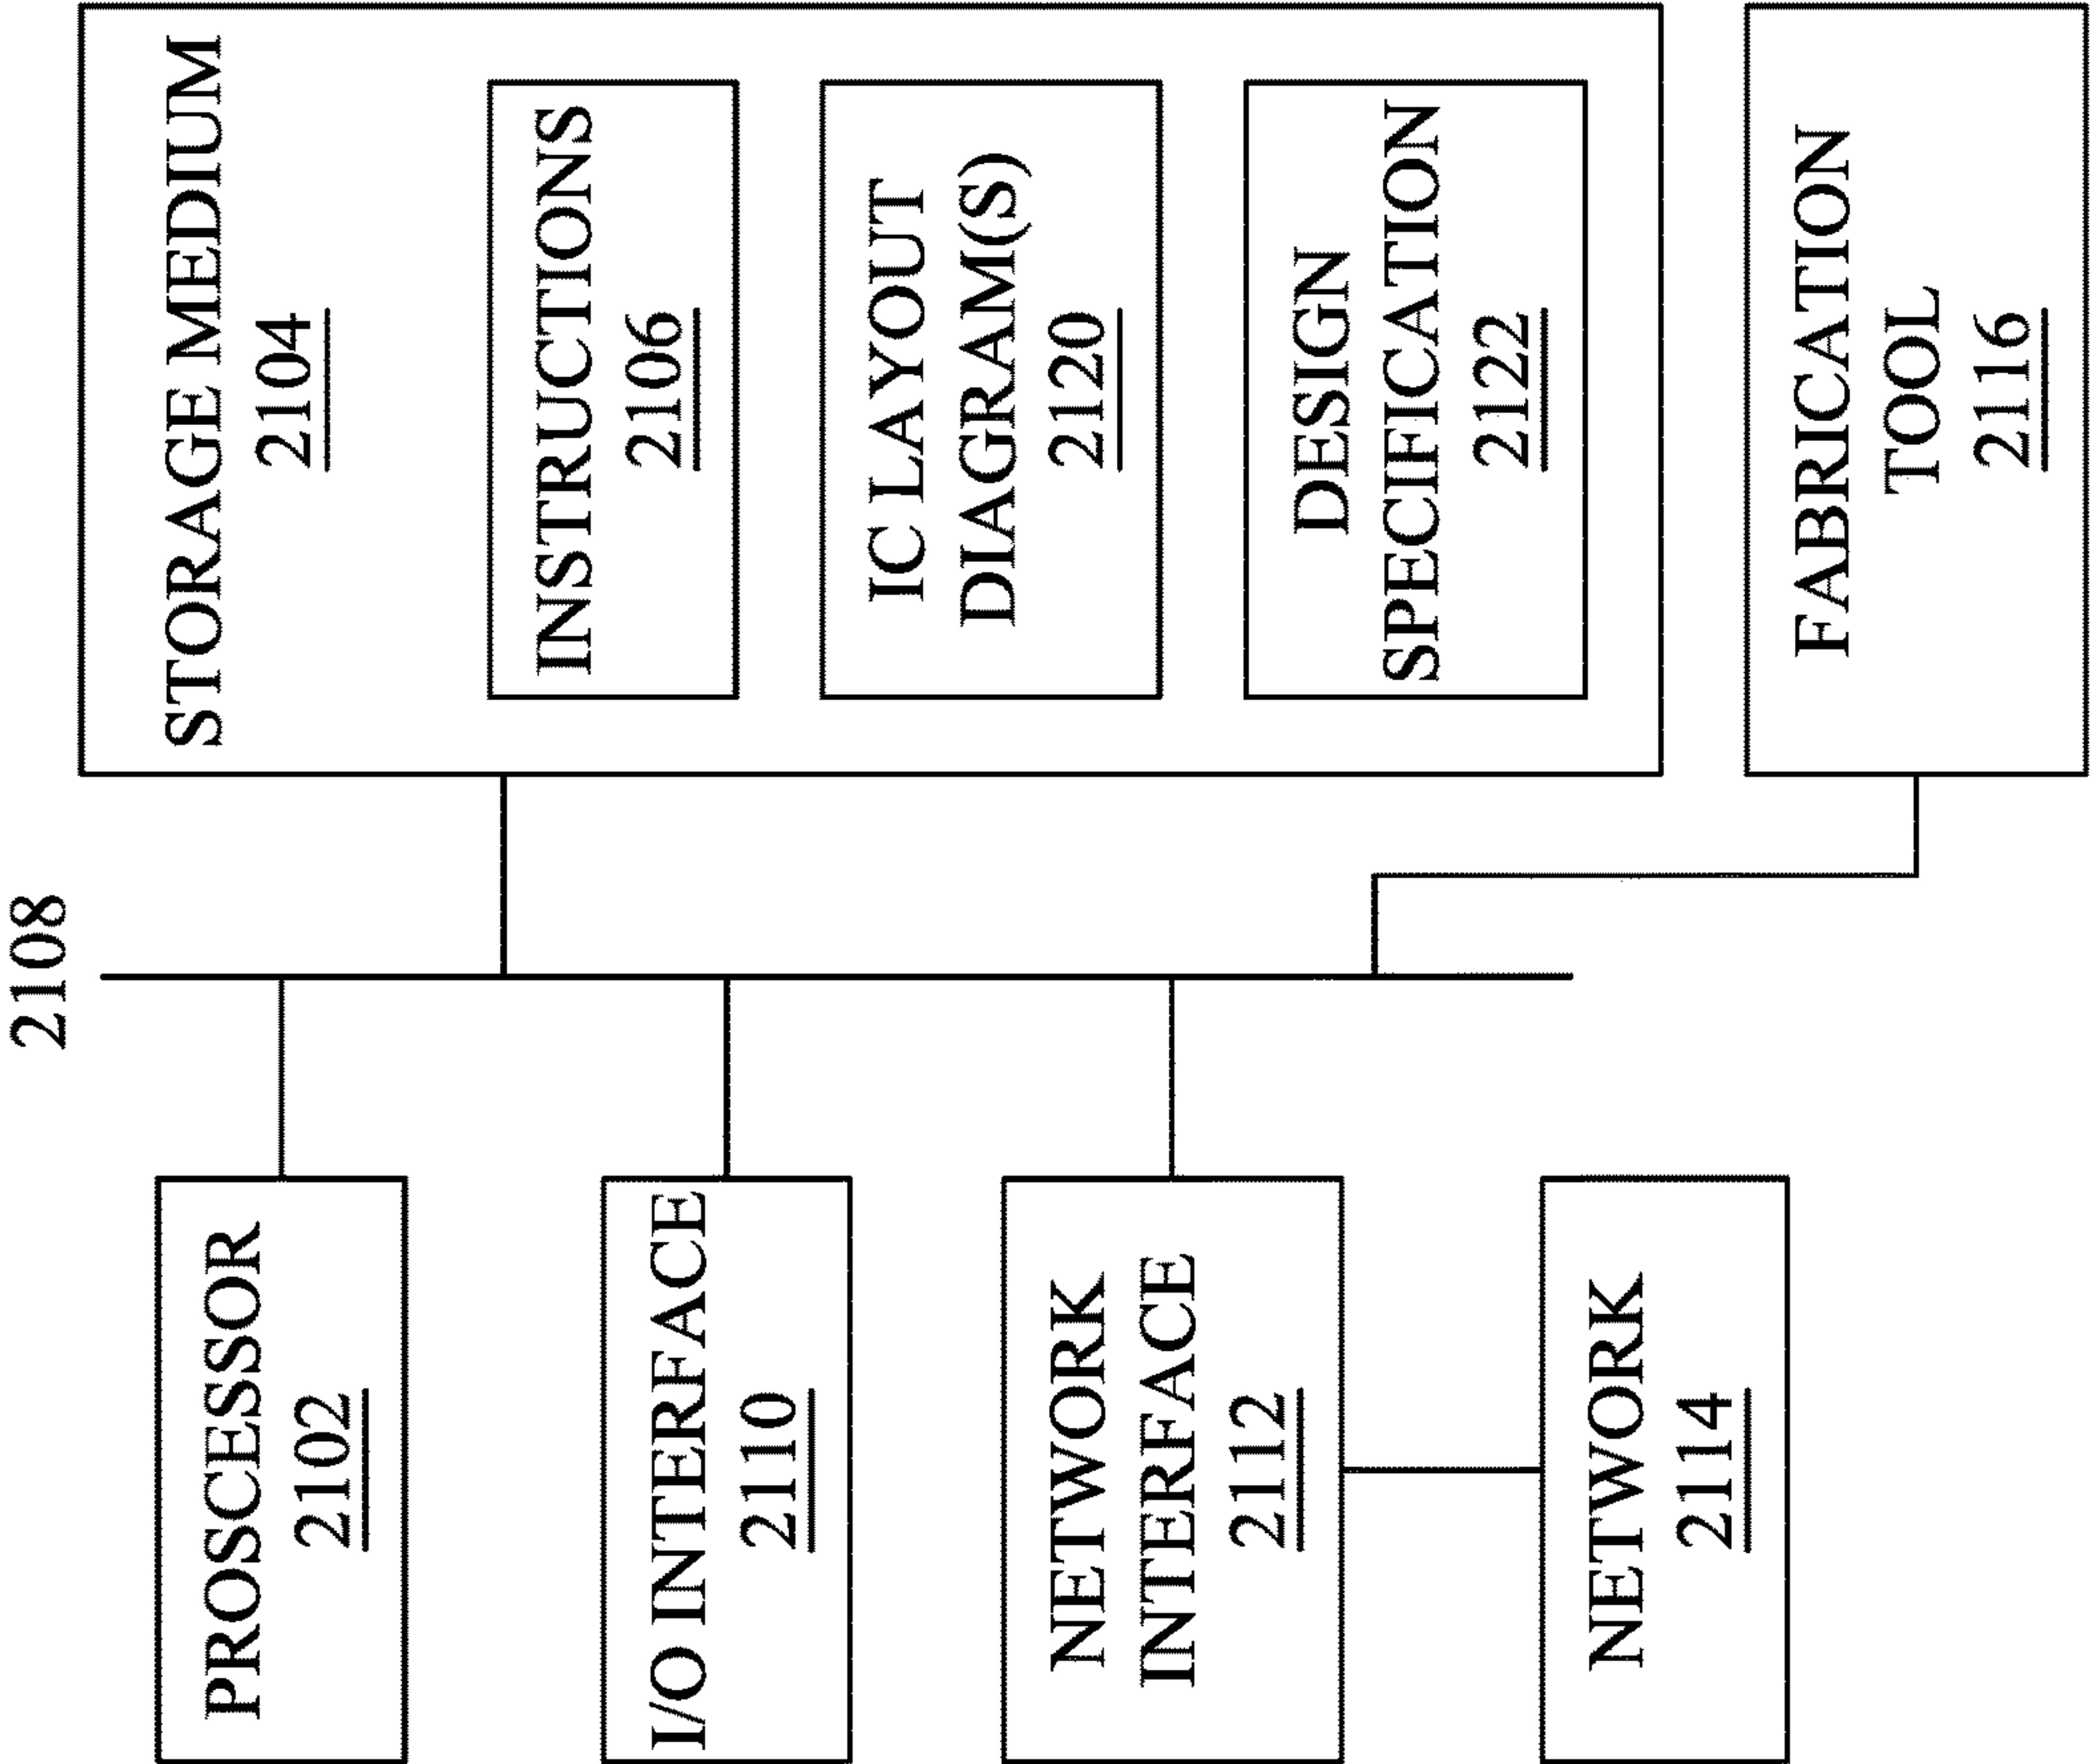 2108
PROSCESSOR
2102
I/O INTERFACE
2110
NETWORK
INTERFACE
2112
NETWORK
2114
STORAGE MEDIUM
2104
INSTRUCTIONS
2106
IC LAYOUT
DIAGRAM(S)
2120
DESIGN
SPECIFICATION
2122
FABRICATION
TOOL
2116